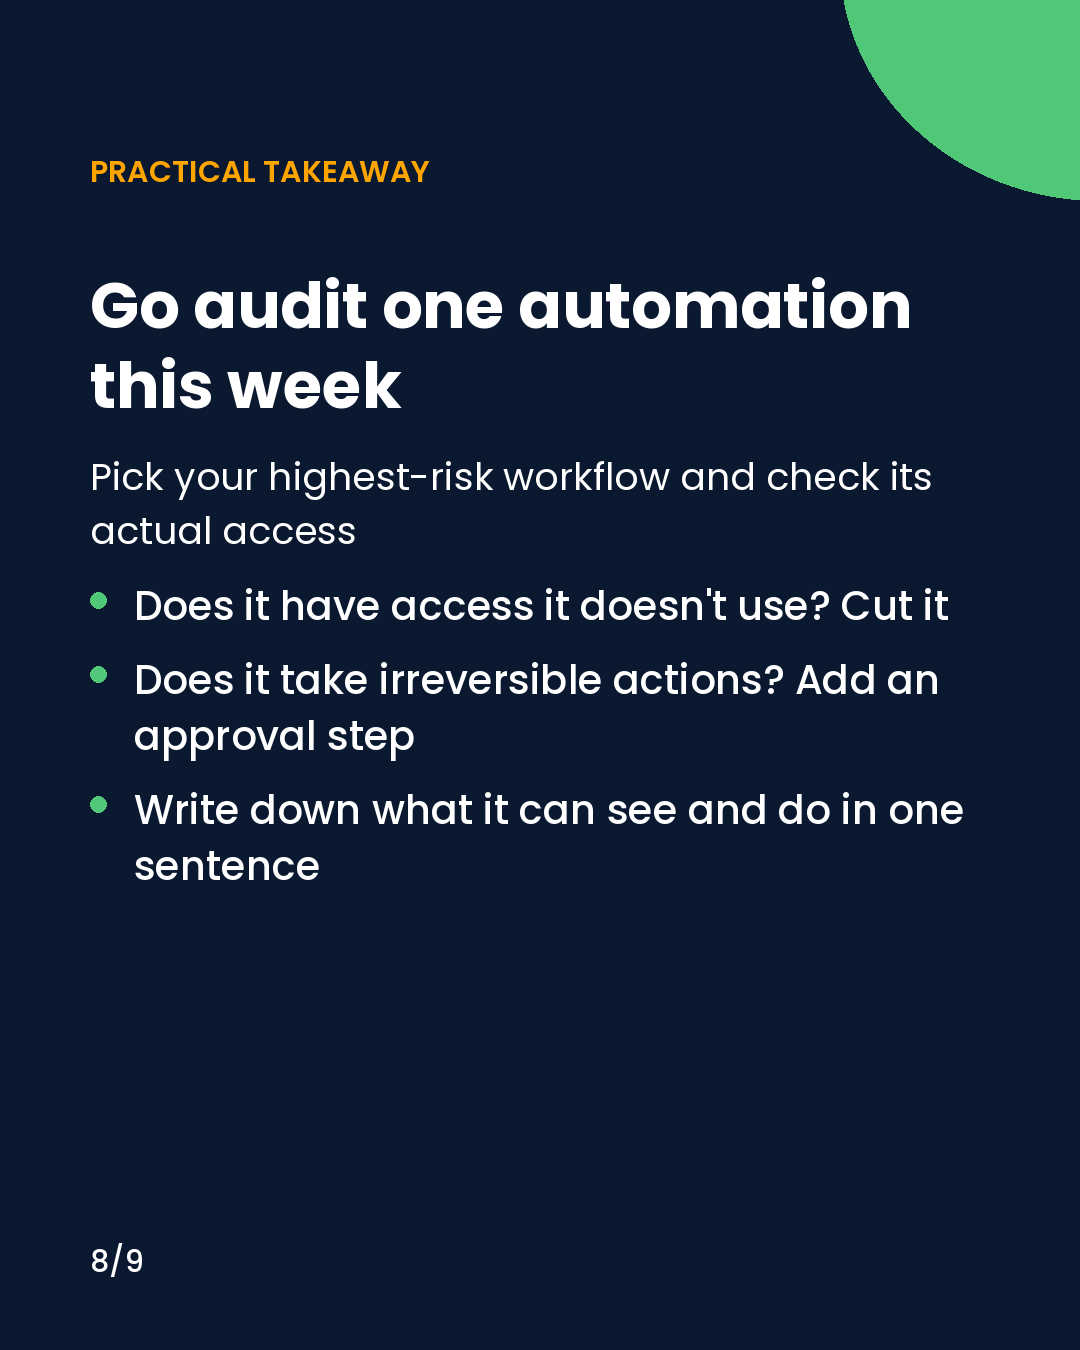 PRACTICAL TAKEAWAY
Go audit one automation
this week
Pick your highest-risk workflow and check its
actual access
Does it have access it doesn't use? Cut it
Does it take irreversible actions? Add an
approval step
Write down what it can see and do in one
sentence
8/9